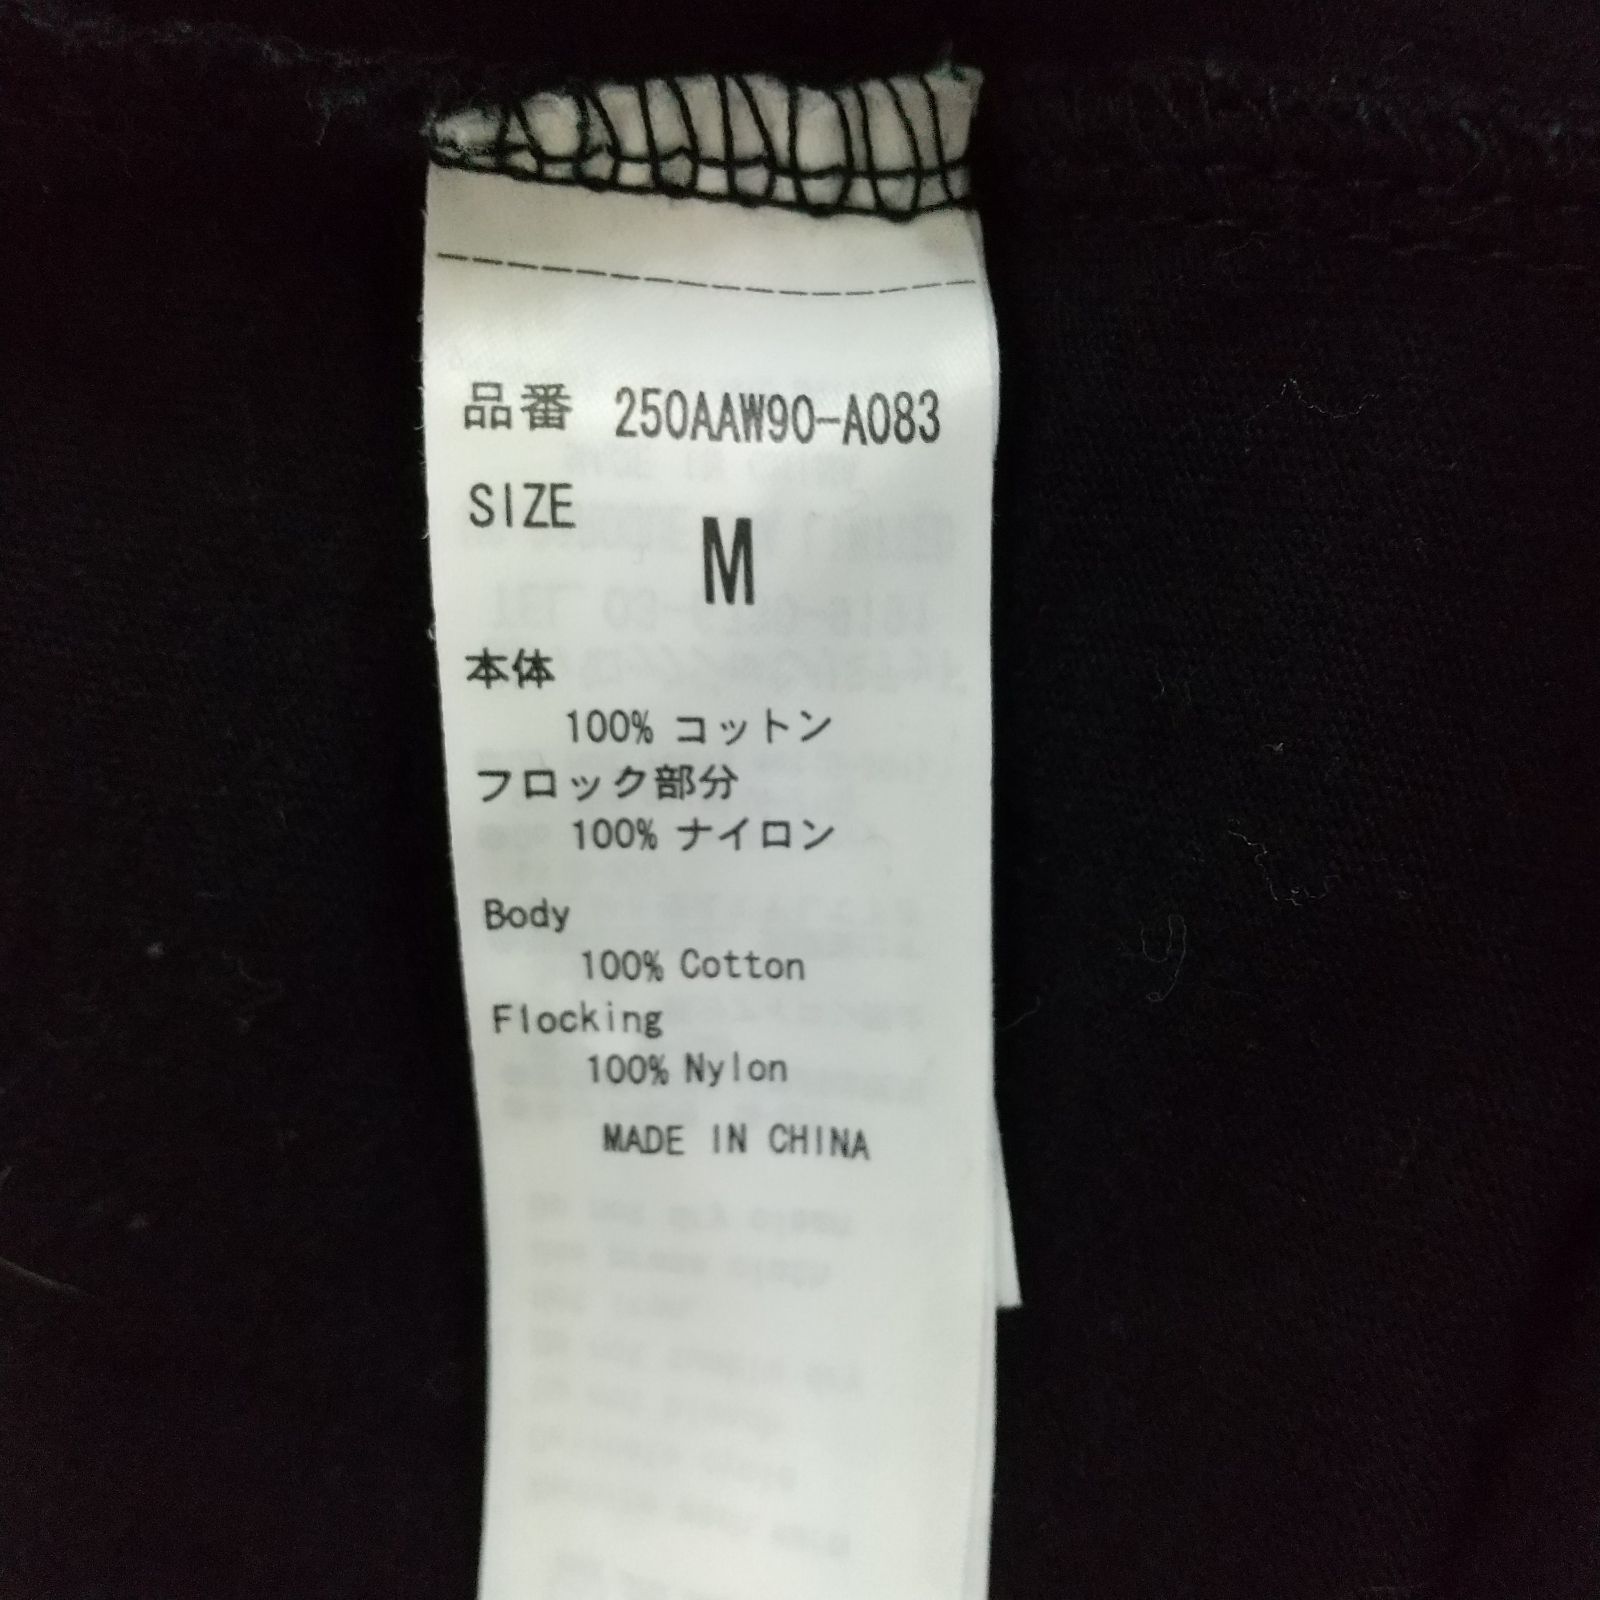 品番 250AAW90-A083
SIZE
M
本体
100% コットン
フロック部分
100% ナイロン
Body
100% Cotton
Flocking
100% Nylon
MADE IN CHINA